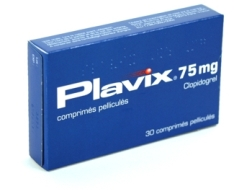 Plavix® 75 mg
Clopidogrel
comprimés pelliculés
30 comprimés pelliculés